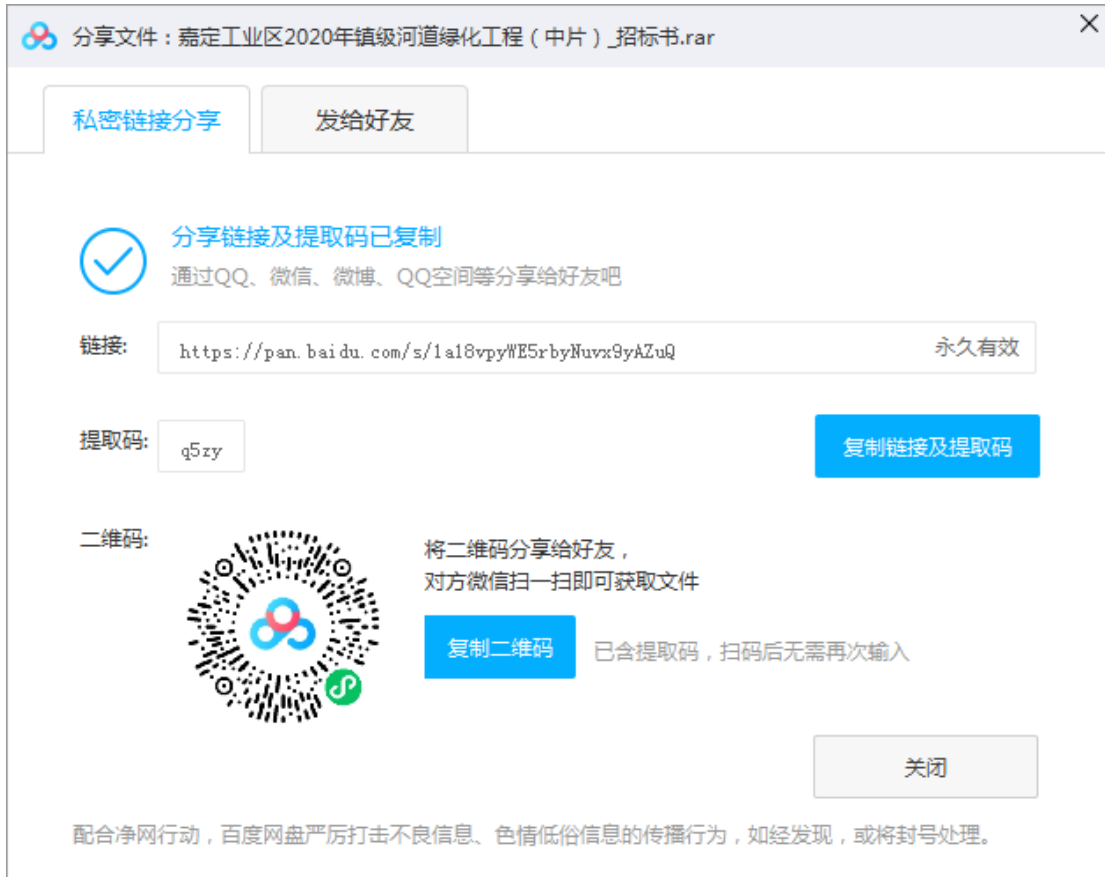 分享文件：嘉定工业区2020年镇级河道绿化工程（中片）_招标书.rar
私密链接分享
发给好友
分享链接及提取码已复制
通过QQ、微信、微博、QQ空间等分享给好友吧
链接:
https://pan.baidu.com/s/1a18vpyWE5rbyNuvx9yAZuQ
永久有效
提取码:
q5zy
复制链接及提取码
二维码:
将二维码分享给好友，
对方微信扫一扫即可获取文件
复制二维码
已含提取码，扫码后无需再次输入
关闭
配合净网行动，百度网盘严厉打击不良信息、色情低俗信息的传播行为，如经发现，或将封号处理。